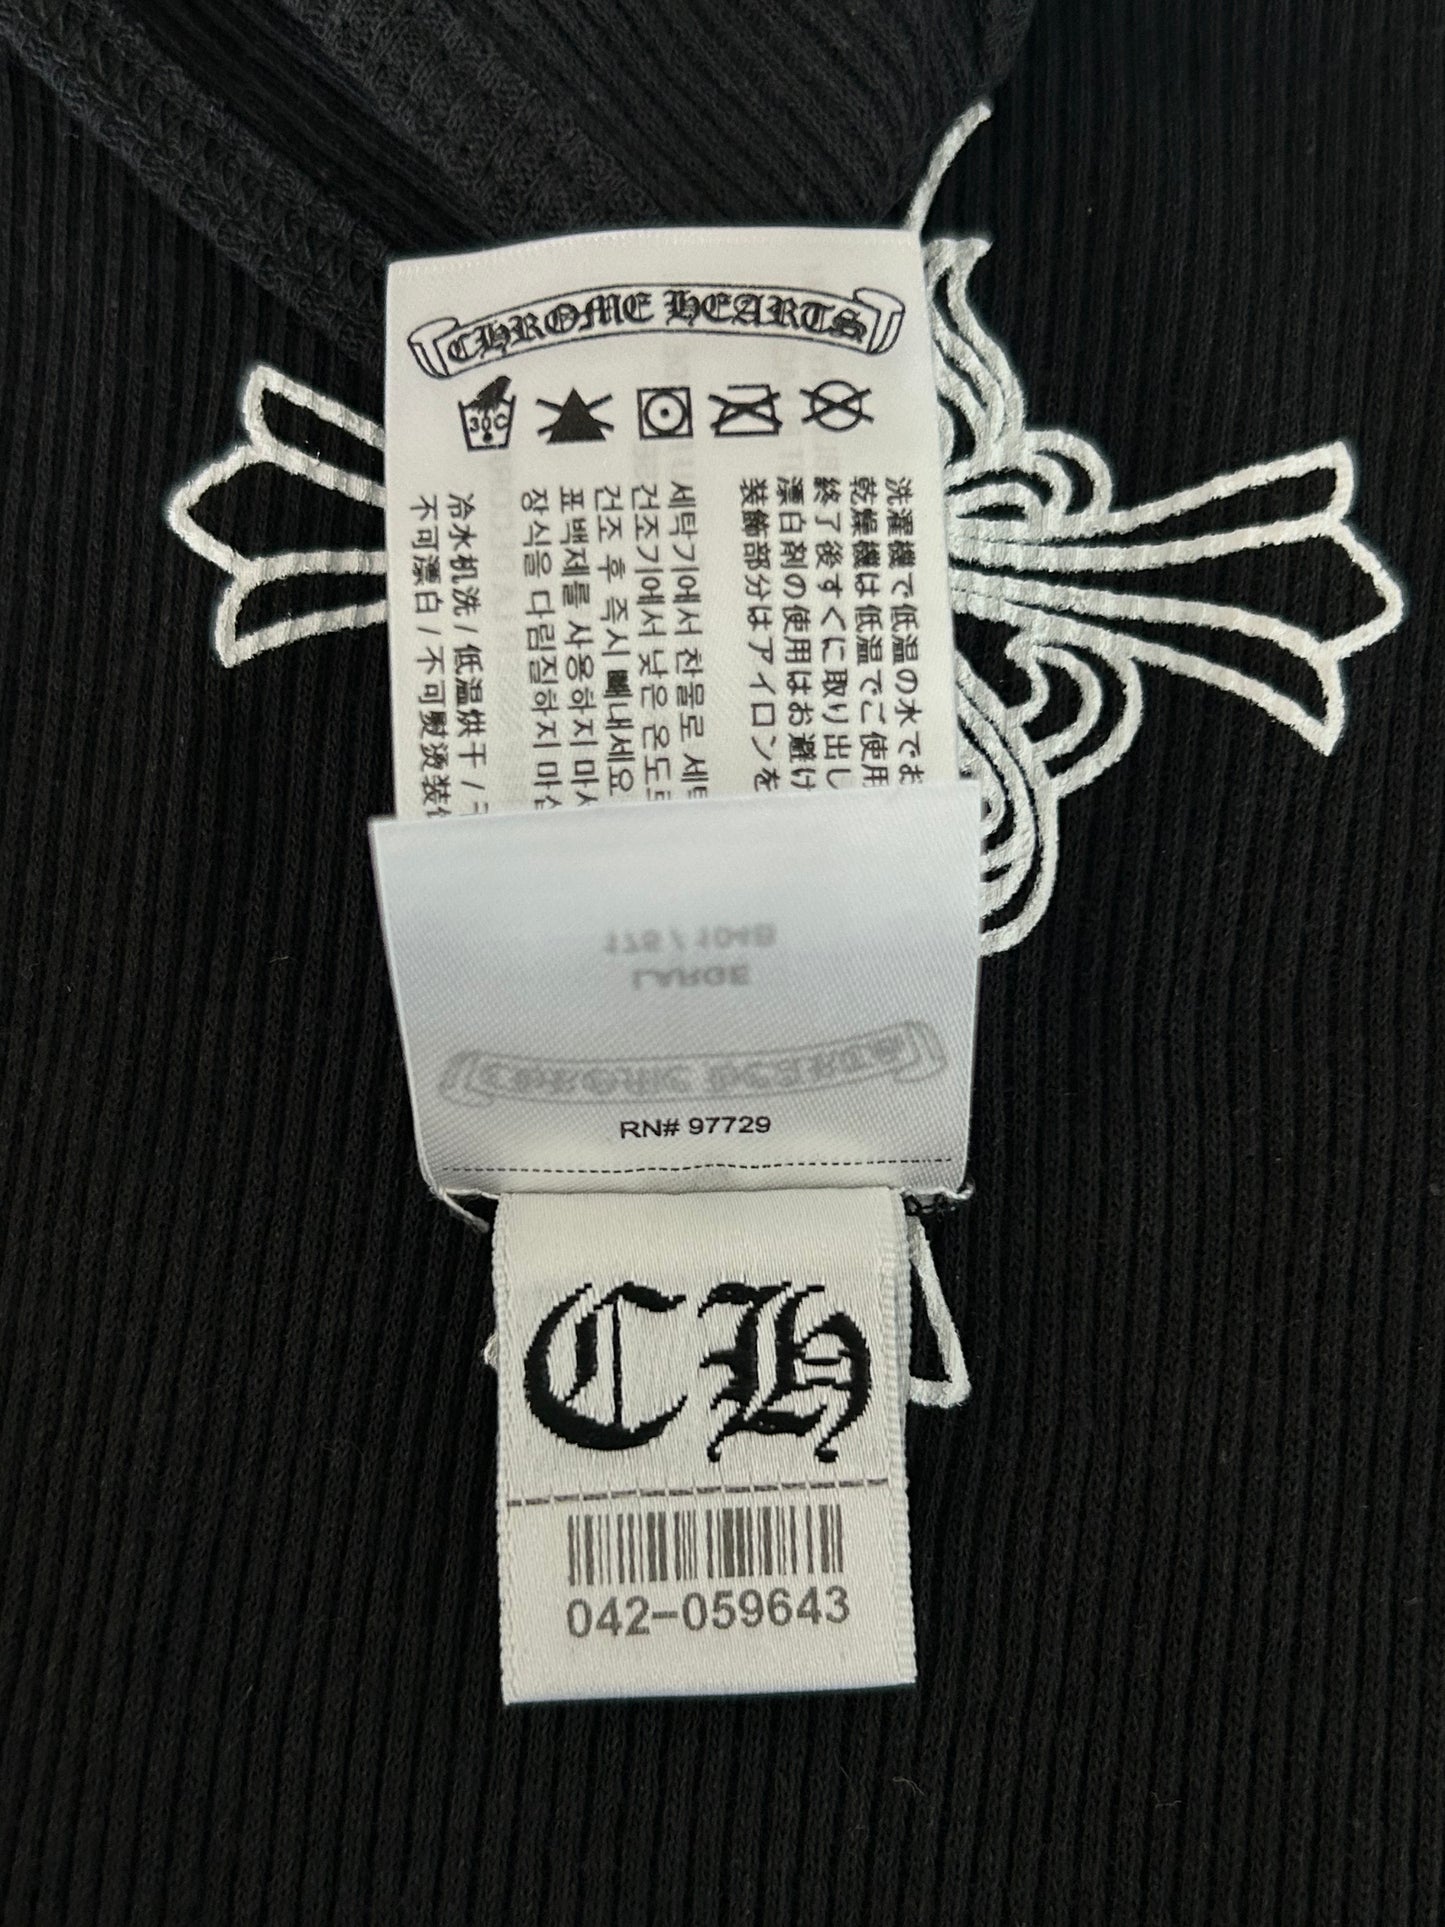 CHROME HEARTS
30C
洗濯機で低温の水でお
乾燥機は低温でご使用
終了後すぐに取り出し
漂白剤の使用はお避け
装飾部分はアイロンを
세탁기에서 찬물로 세탁
건조기에서 낮은 온도로
건조 후 즉시 빼내세요
표백제를 사용하지 마시
장식을 다림질하지 마십
冷水机洗 / 低温烘干 /
不可漂白 / 不可熨烫装饰
175 / 104B
LARGE
CHROME HEARTS
RN# 97729
CH
042-059643